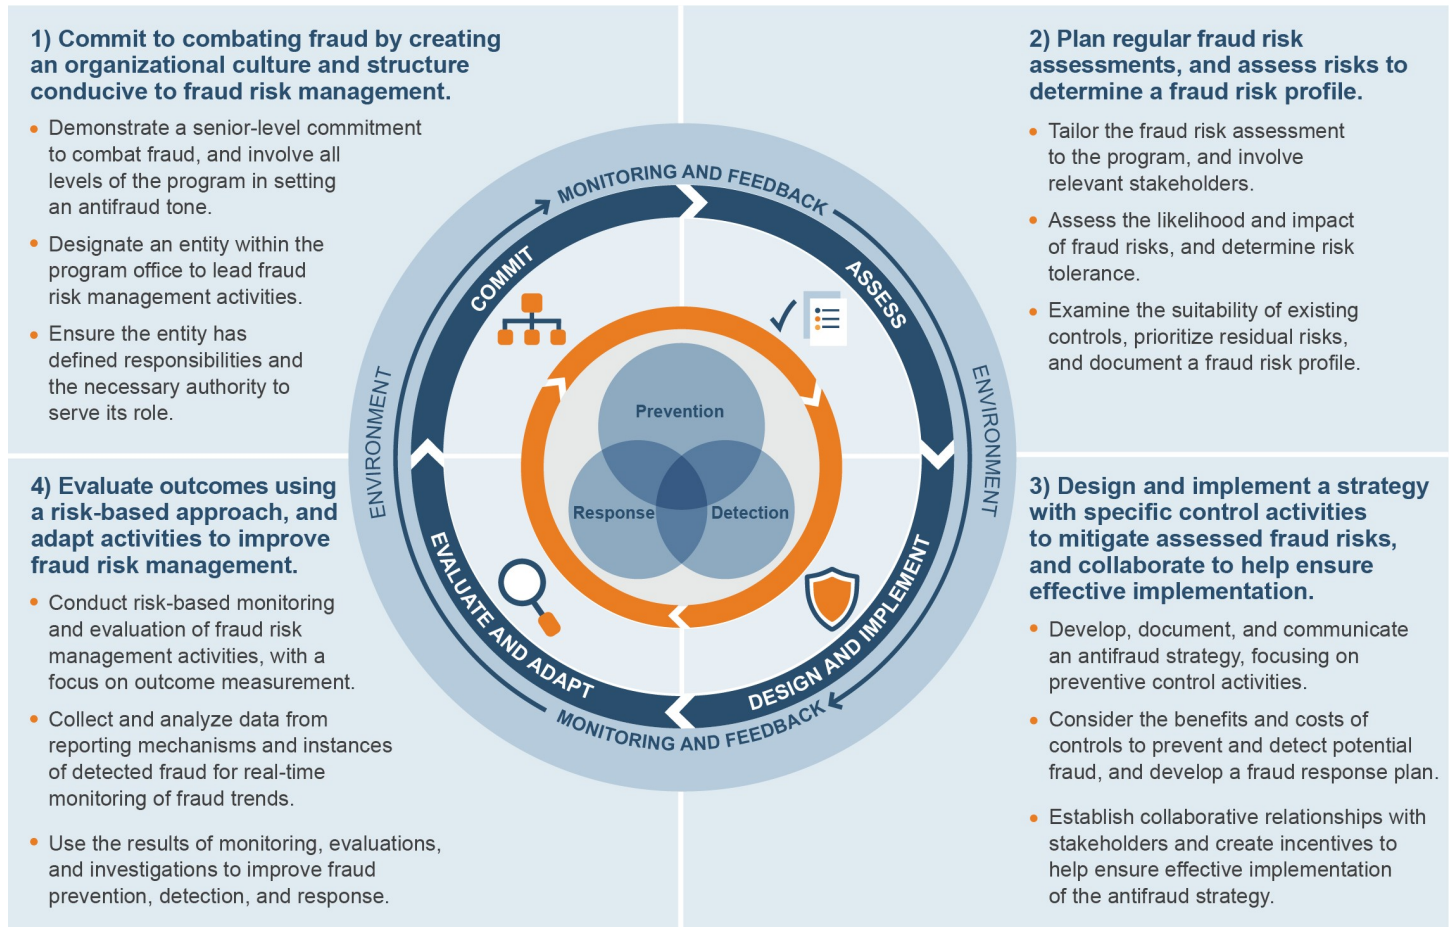 1) Commit to combating fraud by creating
an organizational culture and structure
conducive to fraud risk management.
• Demonstrate a senior-level commitment
to combat fraud, and involve all
levels of the program in setting
an antifraud tone.
• Designate an entity within the
program office to lead fraud
risk management activities.
• Ensure the entity has
defined responsibilities and
the necessary authority to
serve its role.
2) Plan regular fraud risk
assessments, and assess risks to
determine a fraud risk profile.
• Tailor the fraud risk assessment
to the program, and involve
relevant stakeholders.
• Assess the likelihood and impact
of fraud risks, and determine risk
tolerance.
• Examine the suitability of existing
controls, prioritize residual risks,
and document a fraud risk profile.
MONITORING AND FEEDBACK
COMMIT
ASSESS
ENVIRONMENT
ENVIRONMENT
Prevention
Response
Detection
EVALUATE AND ADAPT
DESIGN AND IMPLEMENT
MONITORING AND FEEDBACK
4) Evaluate outcomes using
a risk-based approach, and
adapt activities to improve
fraud risk management.
• Conduct risk-based monitoring
and evaluation of fraud risk
management activities, with a
focus on outcome measurement.
• Collect and analyze data from
reporting mechanisms and instances
of detected fraud for real-time
monitoring of fraud trends.
• Use the results of monitoring, evaluations,
and investigations to improve fraud
prevention, detection, and response.
3) Design and implement a strategy
with specific control activities
to mitigate assessed fraud risks,
and collaborate to help ensure
effective implementation.
• Develop, document, and communicate
an antifraud strategy, focusing on
preventive control activities.
• Consider the benefits and costs of
controls to prevent and detect potential
fraud, and develop a fraud response plan.
• Establish collaborative relationships with
stakeholders and create incentives to
help ensure effective implementation
of the antifraud strategy.